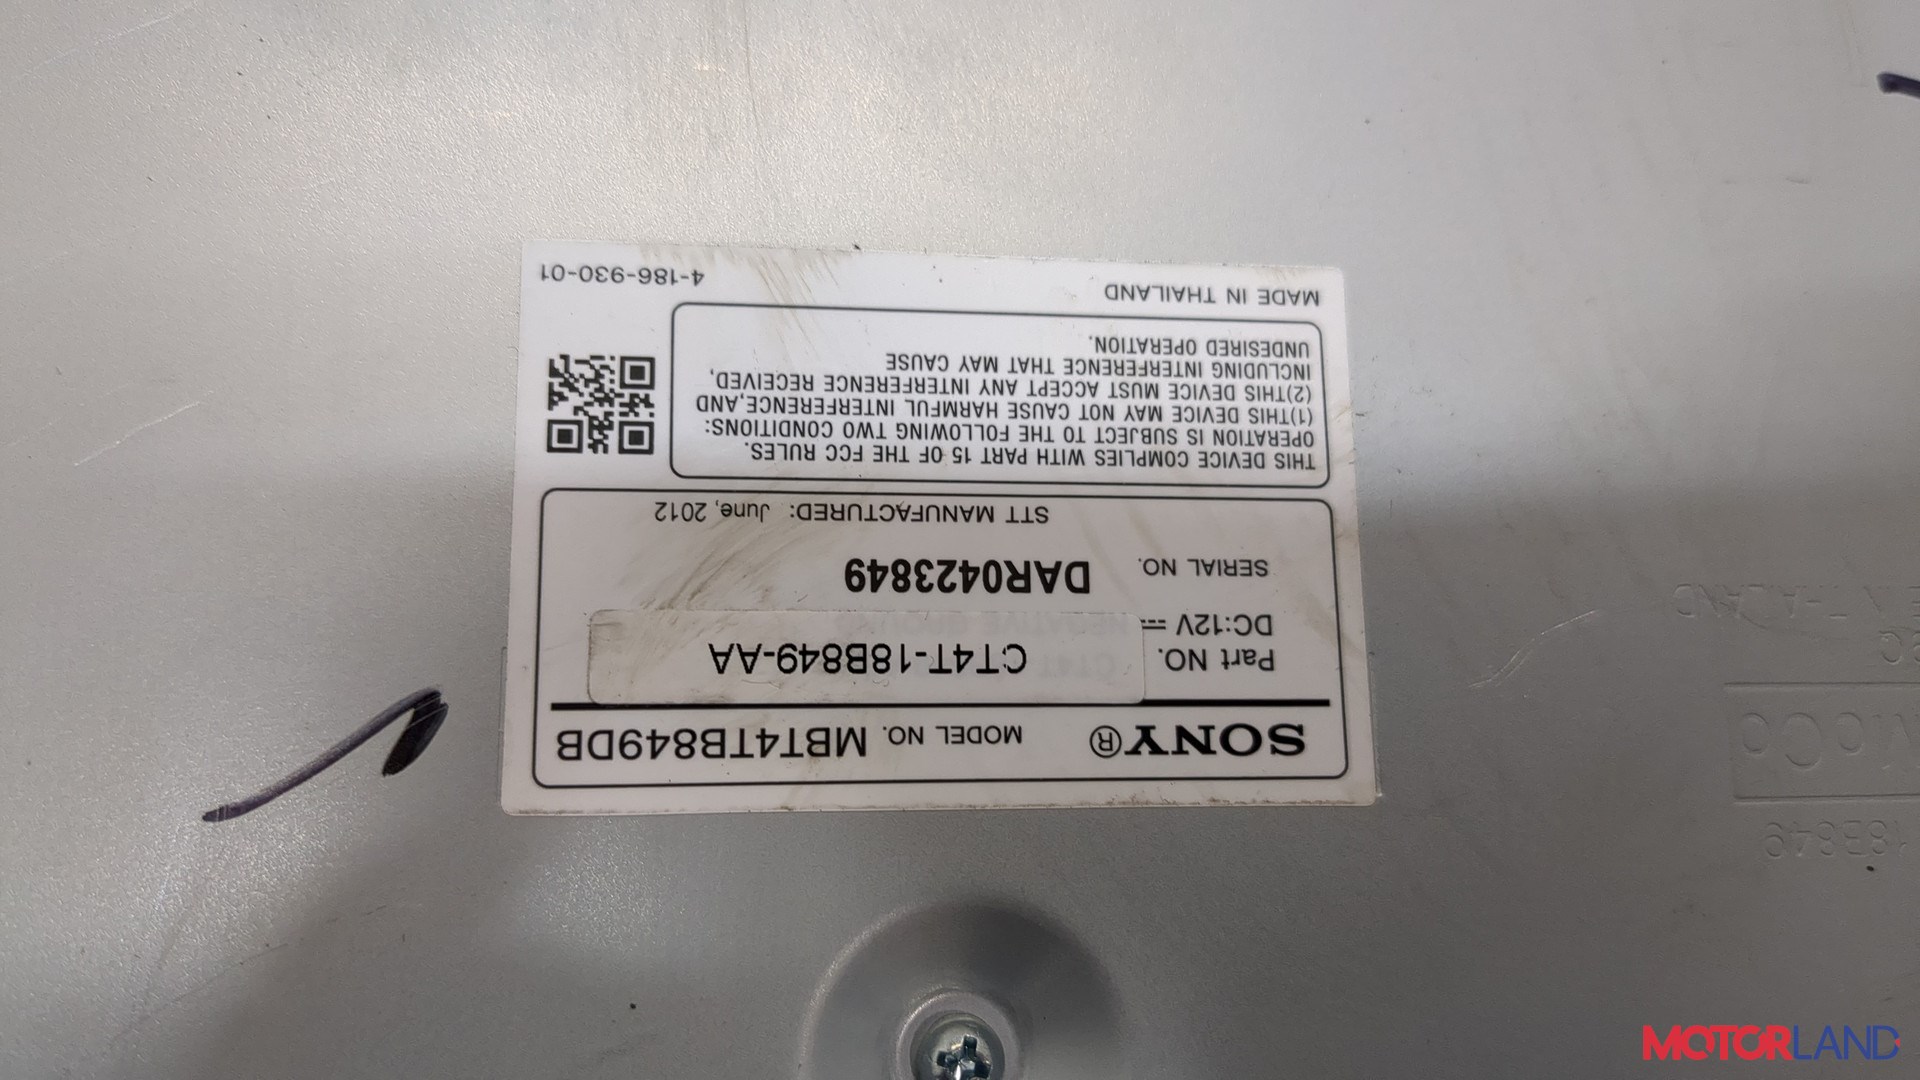 SONY® MODEL NO. MBT4TB849DB
Part NO. CT4T-18B849-AA
DC:12V ⎓ NEGATIVE GROUND
SERIAL NO. DAR0423849
STT MANUFACTURED: June, 2012
THIS DEVICE COMPLIES WITH PART 15 OF THE FCC RULES.
OPERATION IS SUBJECT TO THE FOLLOWING TWO CONDITIONS:
(1)THIS DEVICE MAY NOT CAUSE HARMFUL INTERFERENCE,AND
(2)THIS DEVICE MUST ACCEPT ANY INTERFERENCE RECEIVED,
INCLUDING INTERFERENCE THAT MAY CAUSE
UNDESIRED OPERATION.
MADE IN THAILAND 4-186-930-01
MOTORLAND